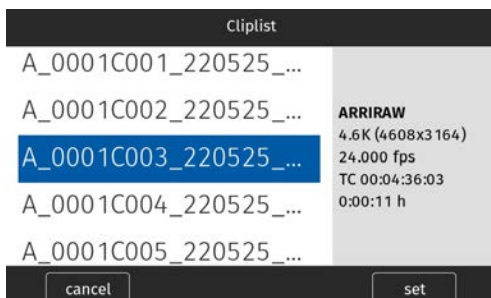 Cliplist
A_0001C001_220525_...
A_0001C002_220525_...
A_0001C003_220525_...
A_0001C004_220525_...
A_0001C005_220525_...
ARRIRAW
4.6K (4608x3164)
24.000 fps
TC 00:04:36:03
0:00:11 h
cancel
set